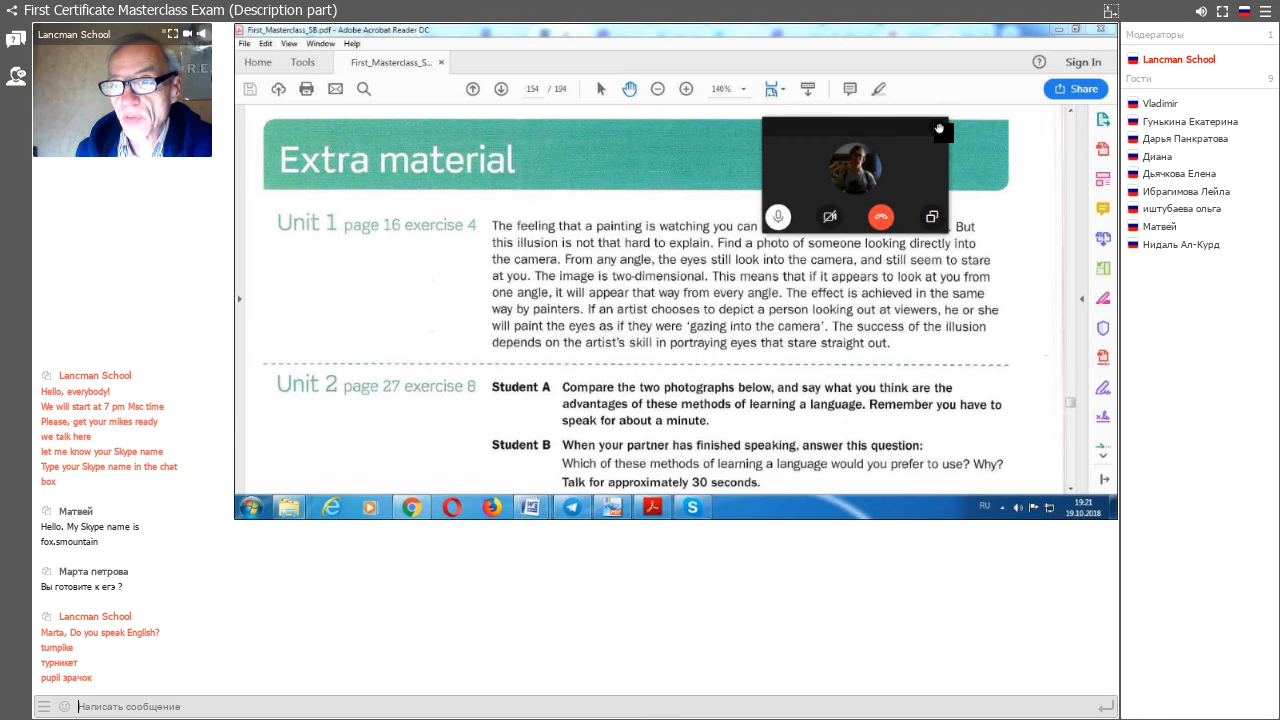 First Certificate Masterclass Exam (Description part)
Lancman School
R.E.
First_Masterclass_SB.pdf - Adobe Acrobat Reader DC
File Edit View Window Help
Home Tools First_Masterclass_S... × Sign In
154 / 194 140% Share
Extra material
Unit 1 page 16 exercise 4
The feeling that a painting is watching you can . But
this illusion is not that hard to explain. Find a photo of someone looking directly into
the camera. From any angle, the eyes still look into the camera, and still seem to stare
at you. The image is two-dimensional. This means that if it appears to look at you from
one angle, it will appear that way from every angle. The effect is achieved in the same
way by painters. If an artist chooses to depict a person looking out at viewers, he or she
will paint the eyes as if they were ‘gazing into the camera’. The success of the illusion
depends on the artist’s skill in portraying eyes that stare straight out.
Unit 2 page 27 exercise 8
Student A Compare the two photographs below, and say what you think are the
advantages of these methods of learning a language. Remember you have to
speak for about a minute.
Student B When your partner has finished speaking, answer this question:
Which of these methods of learning a language would you prefer to use? Why?
Talk for approximately 30 seconds.
RU 19:21
19.10.2018
Lancman School
Hello, everybody!
We will start at 7 pm Msc time
Please, get your mikes ready
we talk here
let me know your Skype name
Type your Skype name in the chat
box
Матвей
Hello. My Skype name is
fox.smountain
Марта петрова
Вы готовите к егэ ?
Lancman School
Marta, Do you speak English?
turnpike
турникет
pupil зрачок
Написать сообщение
Модераторы 1
Lancman School
Гости 9
Vladimir
Гунькина Екатерина
Дарья Панкратова
Диана
Дьячкова Елена
Ибрагимова Лейла
иштубаева ольга
Матвей
Нидаль Ал-Курд